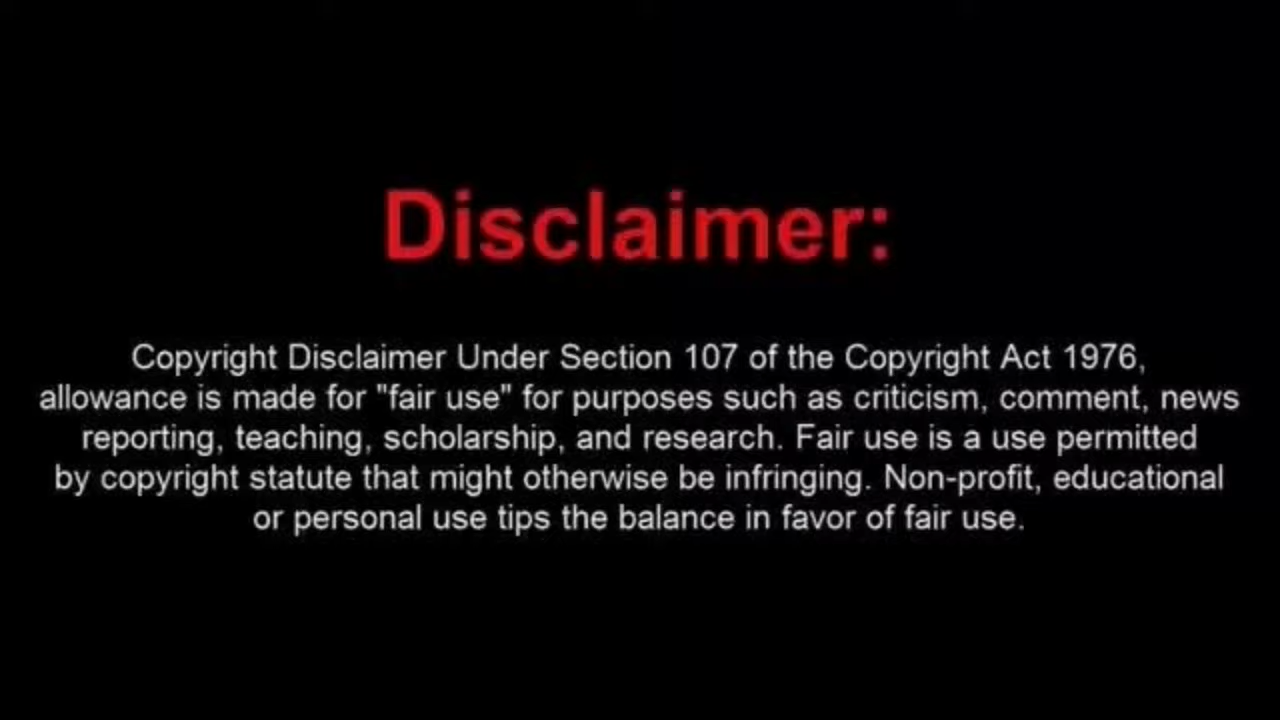 Disclaimer:
Copyright Disclaimer Under Section 107 of the Copyright Act 1976,
allowance is made for "fair use" for purposes such as criticism, comment, news
reporting, teaching, scholarship, and research. Fair use is a use permitted
by copyright statute that might otherwise be infringing. Non-profit, educational
or personal use tips the balance in favor of fair use.